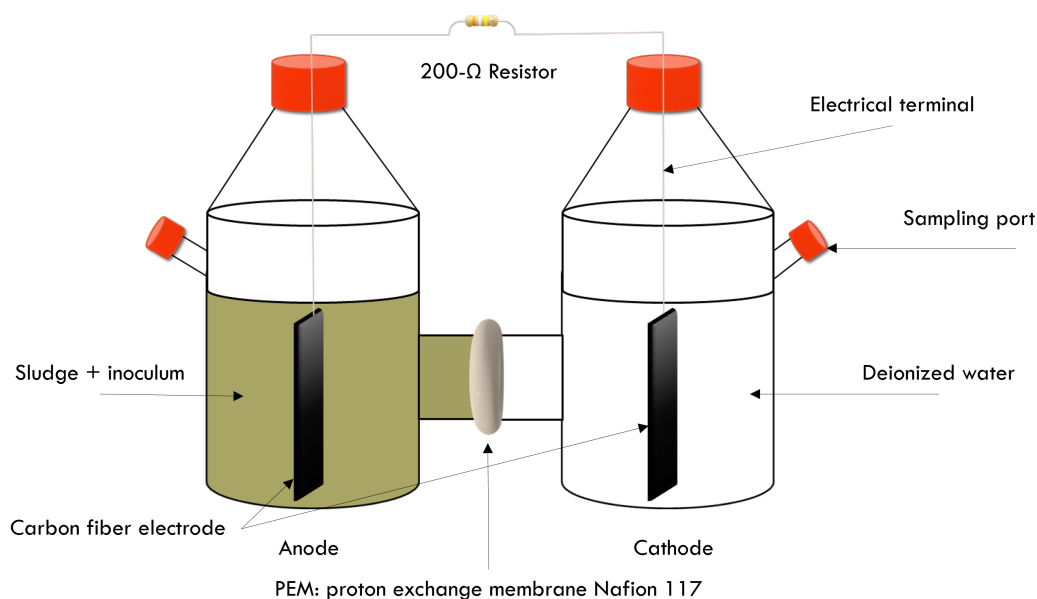 200-Ω Resistor
Electrical terminal
Sampling port
Sludge + inoculum
Deionized water
Carbon fiber electrode
Anode
Cathode
PEM: proton exchange membrane Nafion 117